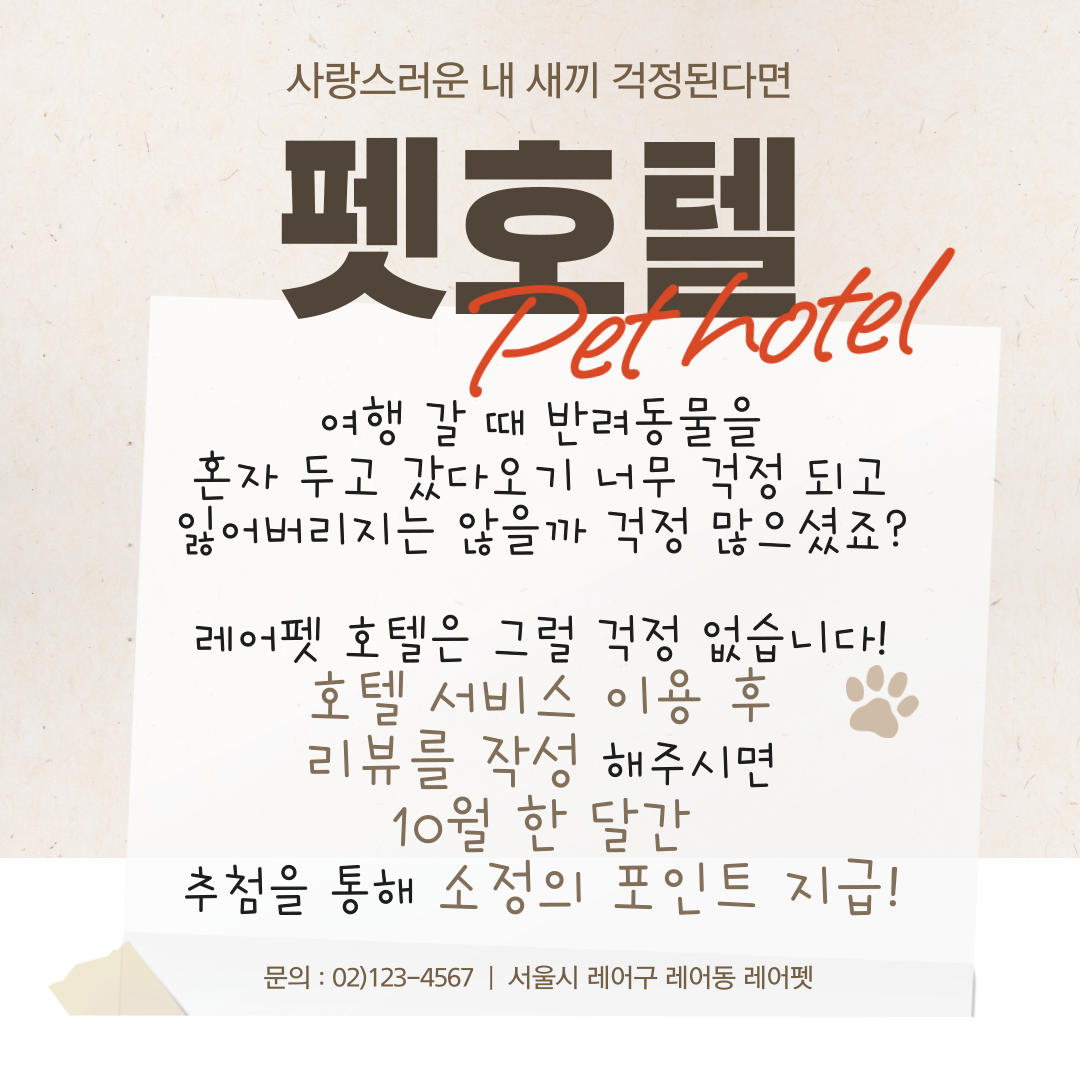 사랑스러운 내 새끼 걱정된다면
펫호텔
Pet hotel
여행 갈 때 반려동물을
혼자 두고 갔다오기 너무 걱정 되고
잃어버리지는 않을까 걱정 많으셨죠?
레어펫 호텔은 그럴 걱정 없습니다!
호텔 서비스 이용 후
리뷰를 작성 해주시면
10월 한 달간
추첨을 통해 소정의 포인트 지급!
문의 : 02)123-4567 | 서울시 레어구 레어동 레어펫